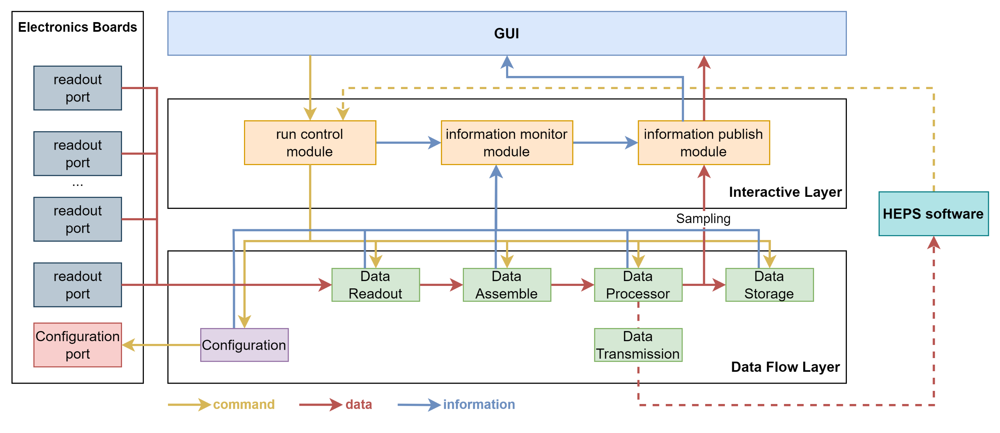 Electronics Boards
readout
port
readout
port
...
readout
port
readout
port
Configuration
port
GUI
run control
module
information monitor
module
information publish
module
Interactive Layer
Sampling
HEPS software
Data
Readout
Data
Assemble
Data
Processor
Data
Storage
Configuration
Data
Transmission
Data Flow Layer
command
data
information